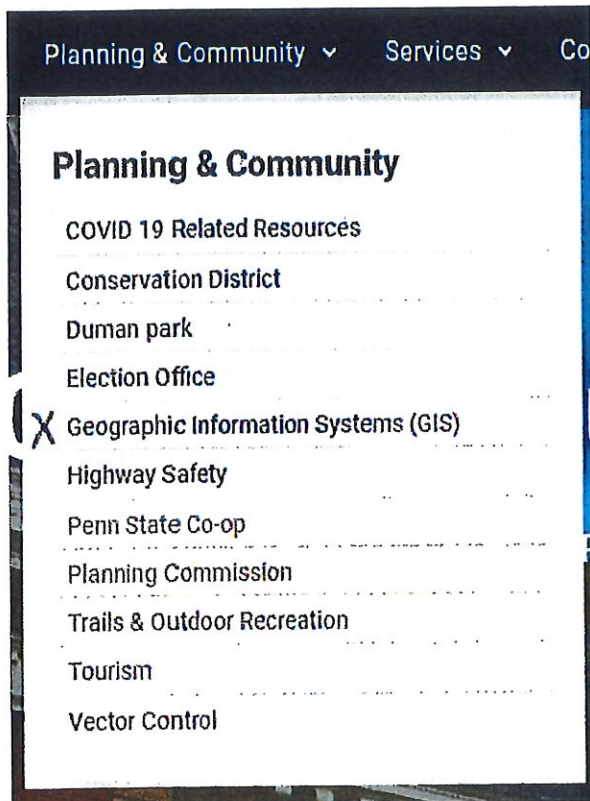 Planning & Community Services Co
Planning & Community
COVID 19 Related Resources
Conservation District
Duman park
Election Office
X Geographic Information Systems (GIS)
Highway Safety
Penn State Co-op
Planning Commission
Trails & Outdoor Recreation
Tourism
Vector Control